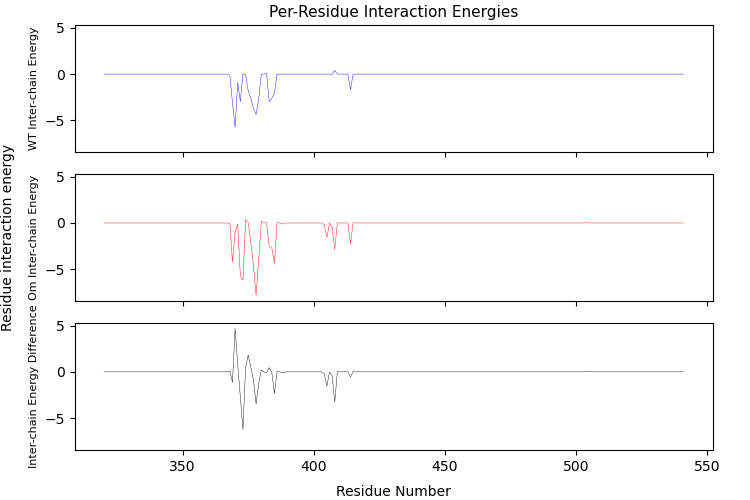 Per-Residue Interaction Energies
Residue interaction energy
WT Inter-chain Energy
5
0
−5
Om Inter-chain Energy
5
0
−5
Inter-chain Energy Difference
5
0
−5
350
400
450
500
550
Residue Number